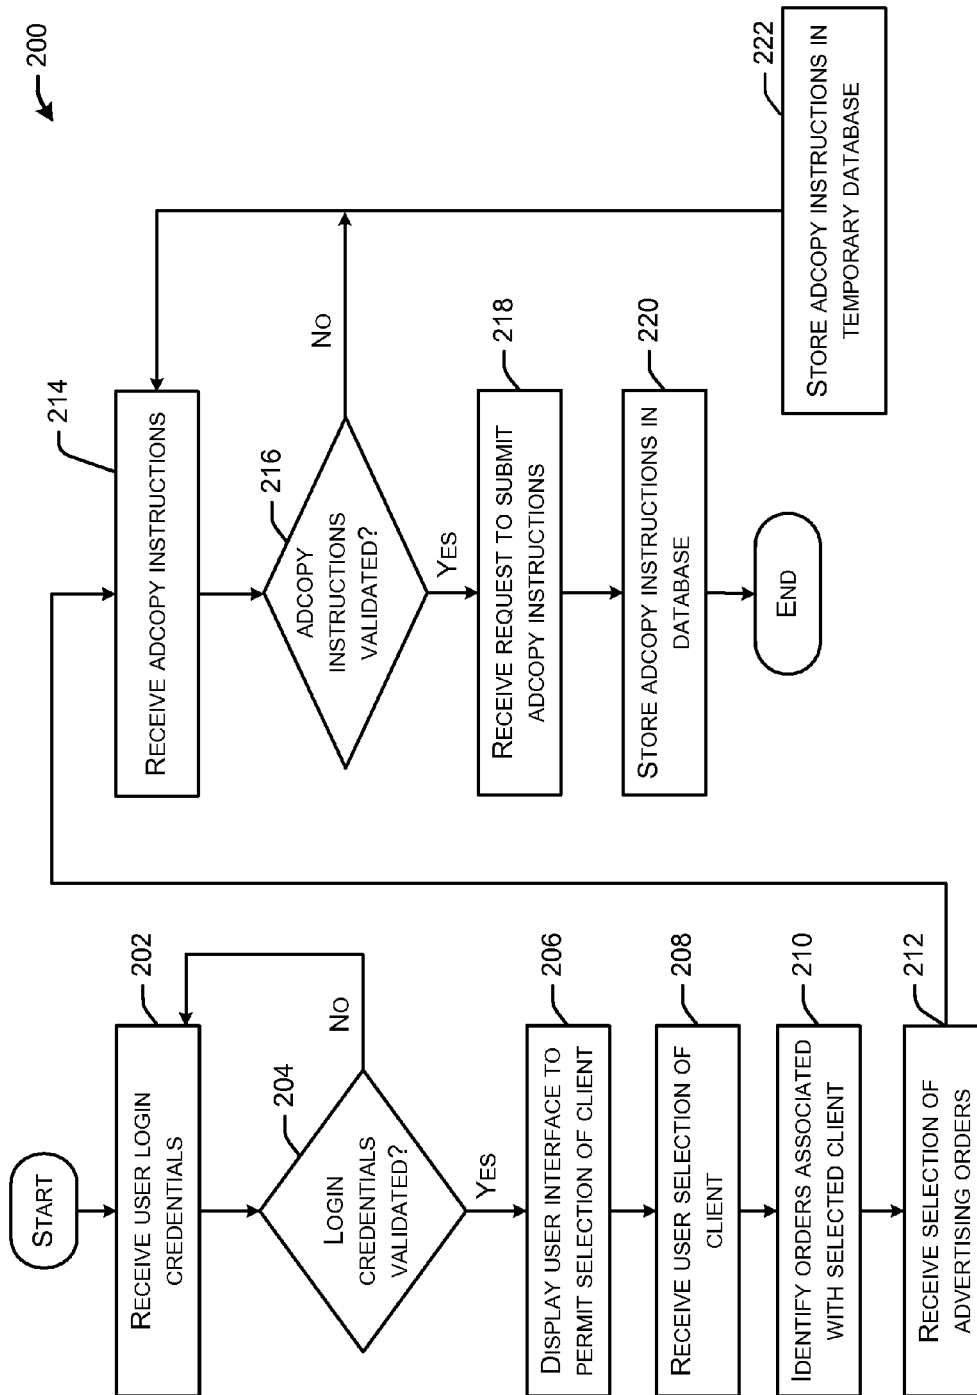 200
START
RECEIVE USER LOGIN
CREDENTIALS
202
LOGIN
CREDENTIALS
VALIDATED?
204
NO
YES
DISPLAY USER INTERFACE TO
PERMIT SELECTION OF CLIENT
206
RECEIVE USER SELECTION OF
CLIENT
208
IDENTIFY ORDERS ASSOCIATED
WITH SELECTED CLIENT
210
RECEIVE SELECTION OF
ADVERTISING ORDERS
212
RECEIVE ADCOPY INSTRUCTIONS
214
ADCOPY
INSTRUCTIONS
VALIDATED?
216
NO
YES
RECEIVE REQUEST TO SUBMIT
ADCOPY INSTRUCTIONS
218
STORE ADCOPY INSTRUCTIONS IN
DATABASE
220
END
STORE ADCOPY INSTRUCTIONS IN
TEMPORARY DATABASE
222